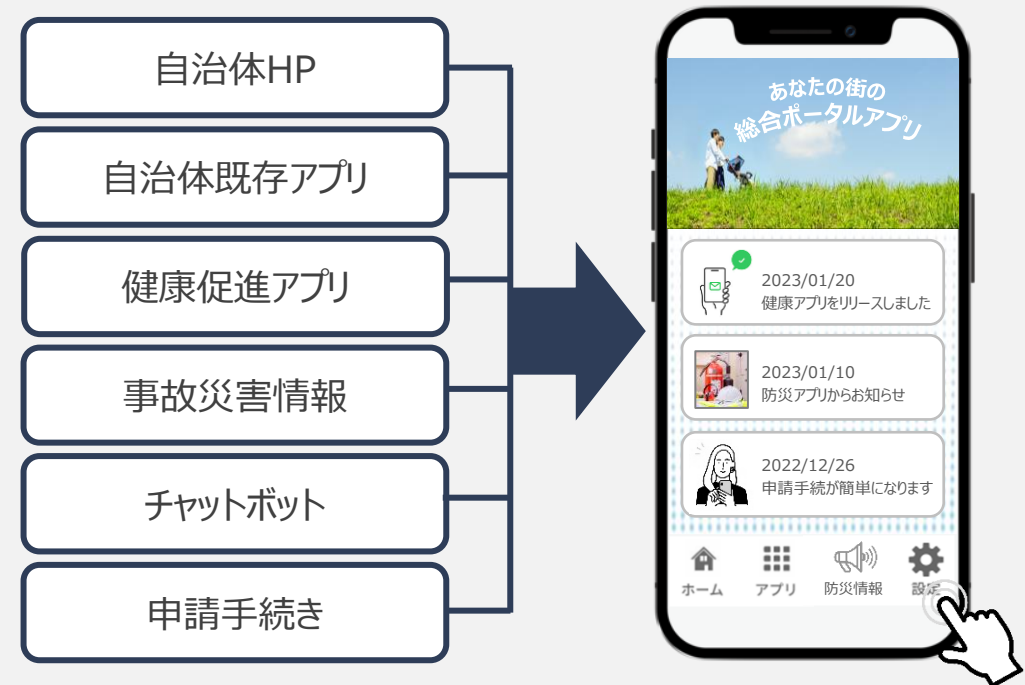 自治体HP
自治体既存アプリ
健康促進アプリ
事故災害情報
チャットボット
申請手続き
あなたの街の
総合ポータルアプリ
2023/01/20
健康アプリをリリースしました
2023/01/10
防災アプリからお知らせ
2022/12/26
申請手続が簡単になります
ホーム
アプリ
防災情報
設定